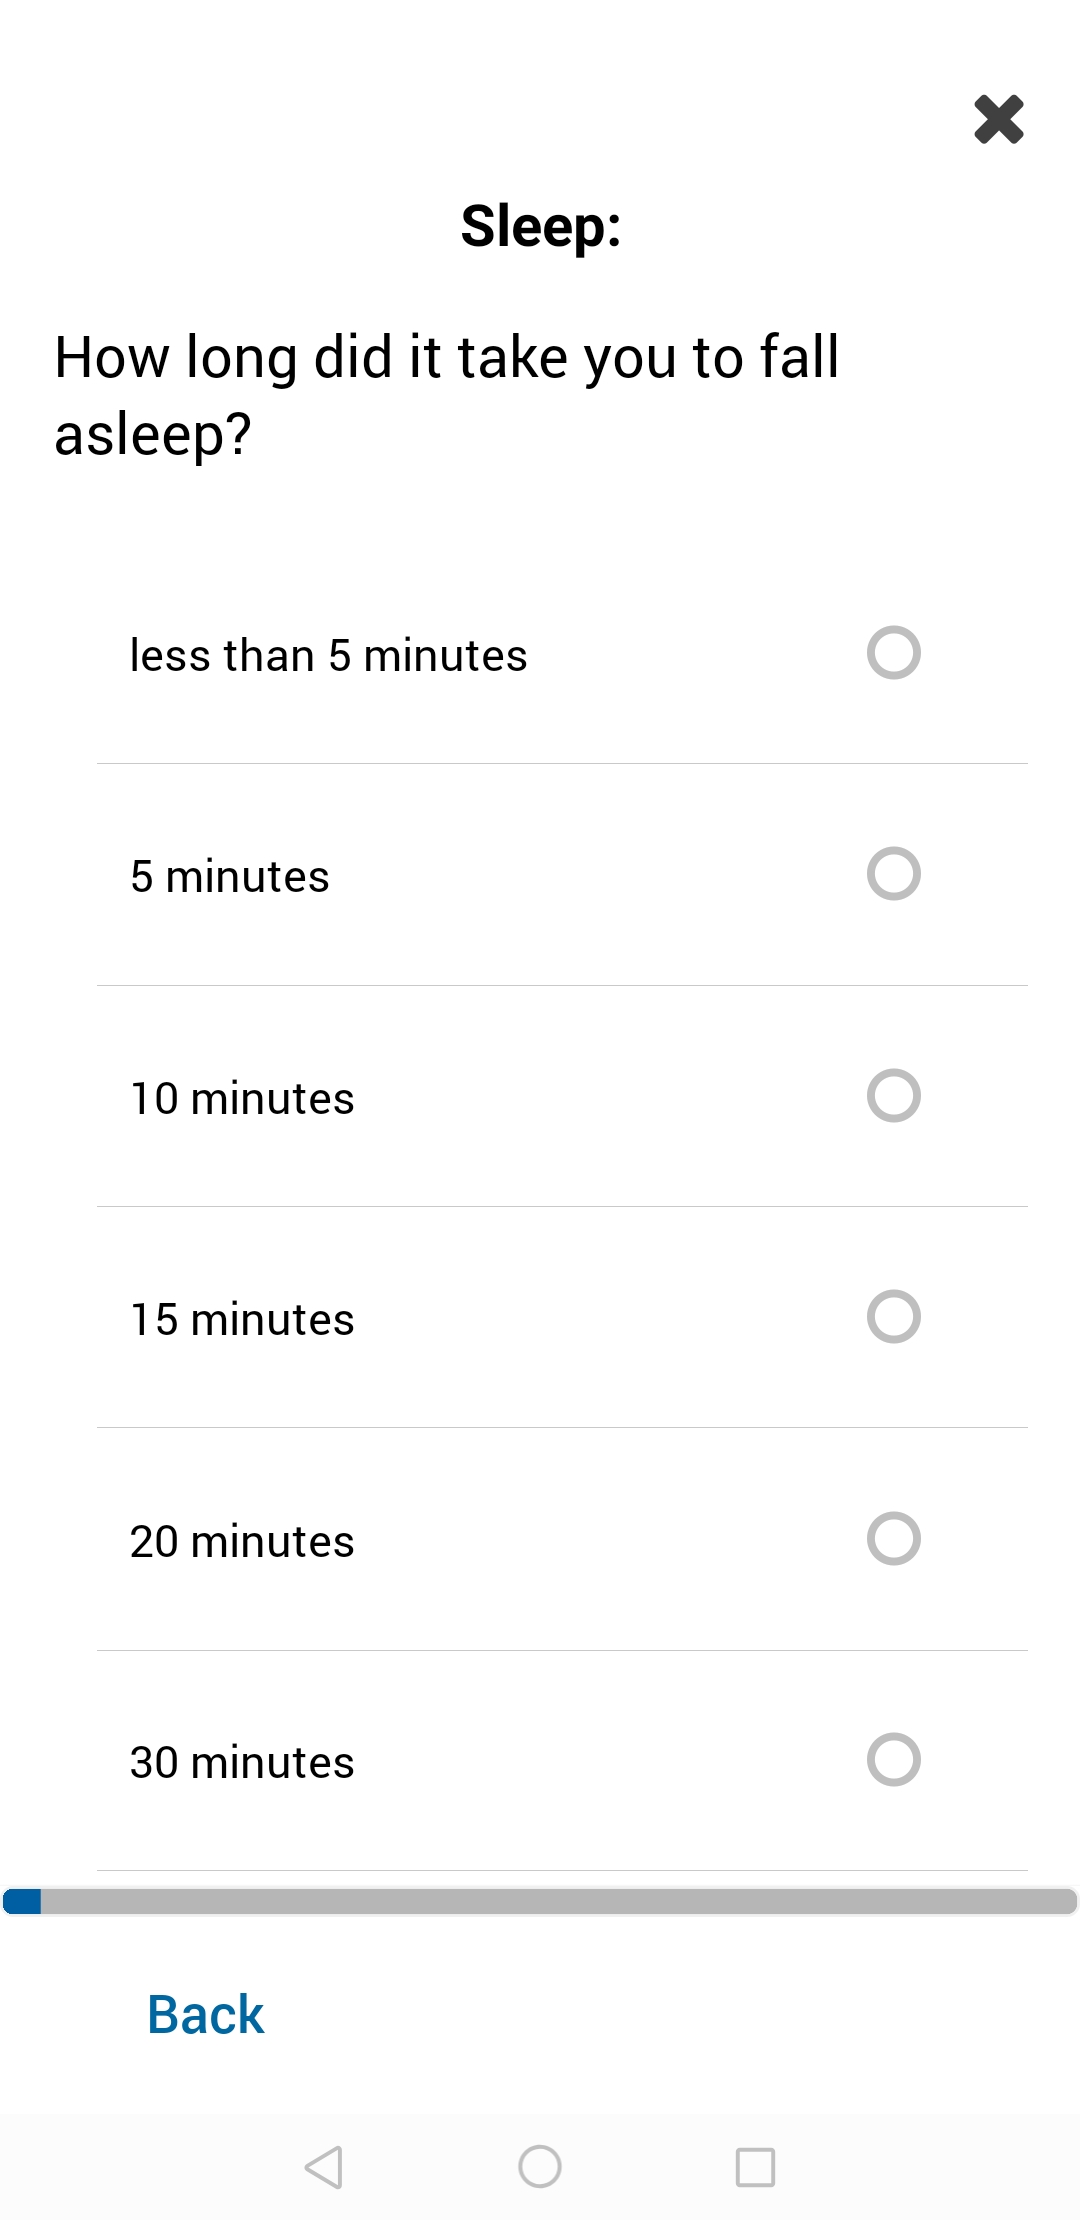 Sleep:
How long did it take you to fall
asleep?
less than 5 minutes
5 minutes
10 minutes
15 minutes
20 minutes
30 minutes
Back